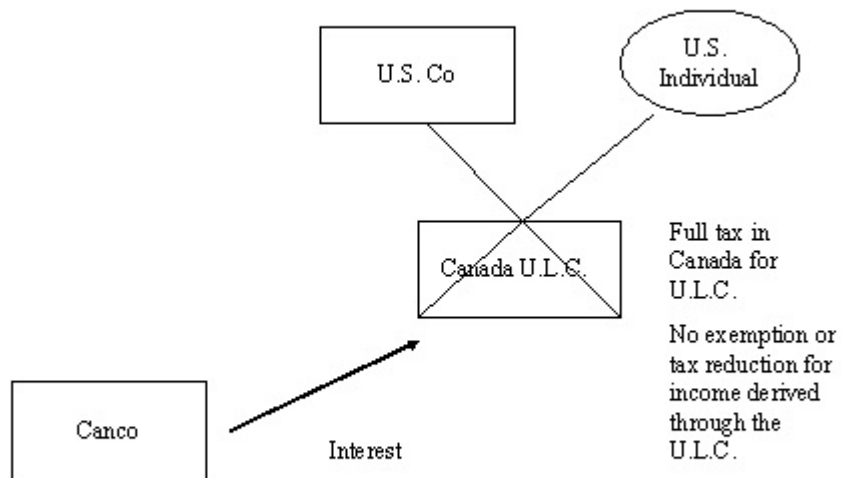 U.S. Co
U.S.
Individual
Canada U.L.C.
Full tax in
Canada for
U.L.C.
No exemption or
tax reduction for
income derived
through the
U.L.C.
Canco
Interest